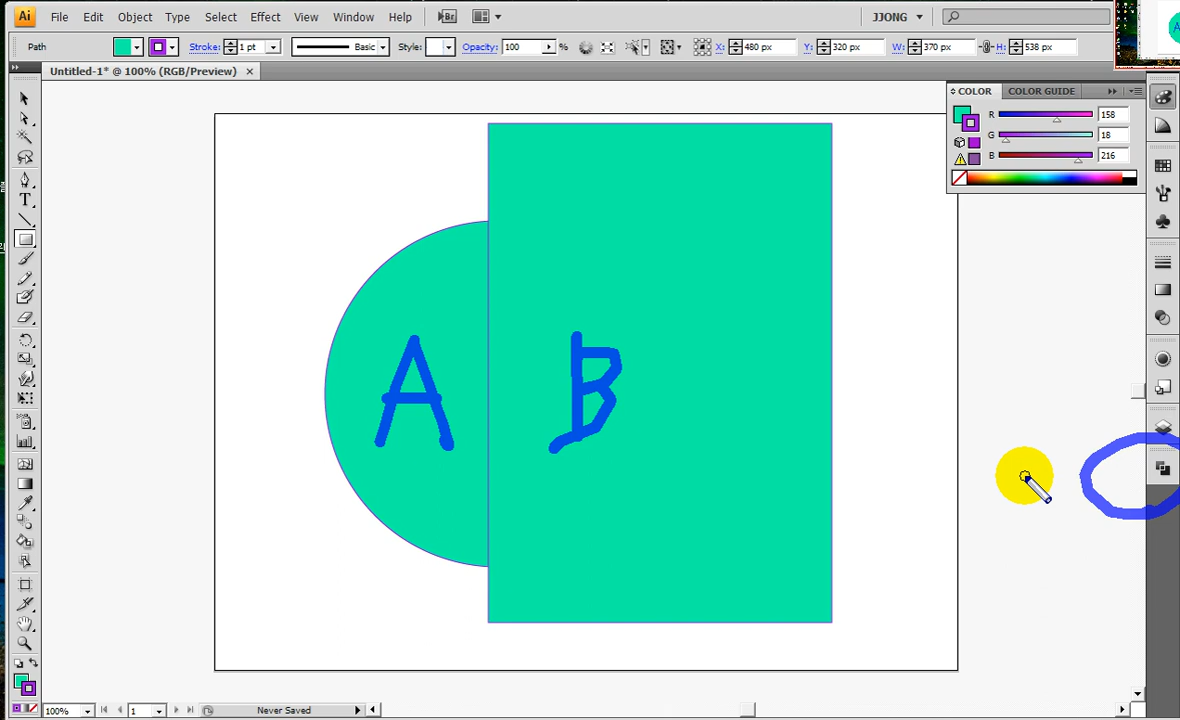 Ai File Edit Object Type Select Effect View Window Help Br JJONG
Path Stroke: 1 pt Basic Style: Opacity: 100 % X: 480 px Y: 320 px W: 370 px H: 538 px
Untitled-1* @ 100% (RGB/Preview)
COLOR COLOR GUIDE
R 158
G 18
B 216
A B
100% 1 Never Saved